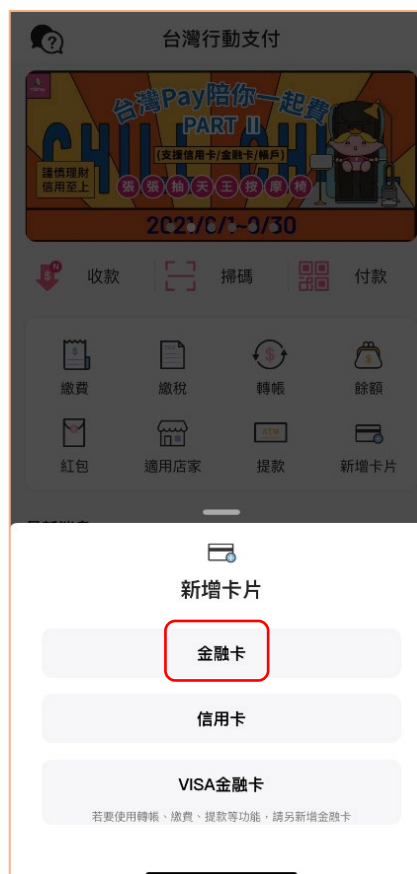 台灣行動支付
台灣Pay陪你一起費
PART II
(支援信用卡/金融卡/帳戶)
謹慎理財
信用至上
張張抽天王按摩椅
收款
掃碼
付款
繳費
繳稅
轉帳
餘額
紅包
適用店家
ATM
提款
新增卡片
新增卡片
金融卡
信用卡
VISA金融卡
若要使用轉帳、繳費、提款等功能，請另新增金融卡